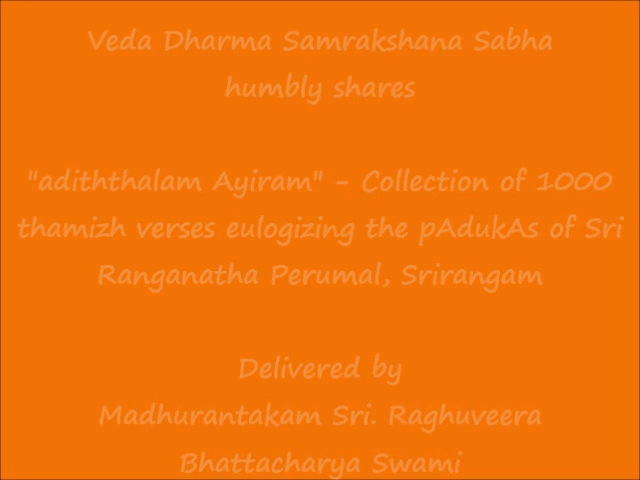 Veda Dharma Samrakshana Sabha
humbly shares
"adiththalam Ayiram" - Collection of 1000
thamizh verses eulogizing the pAdukAs of Sri
Ranganatha Perumal, Srirangam
Delivered by
Madhurantakam Sri. Raghuveera
Bhattacharya Swami